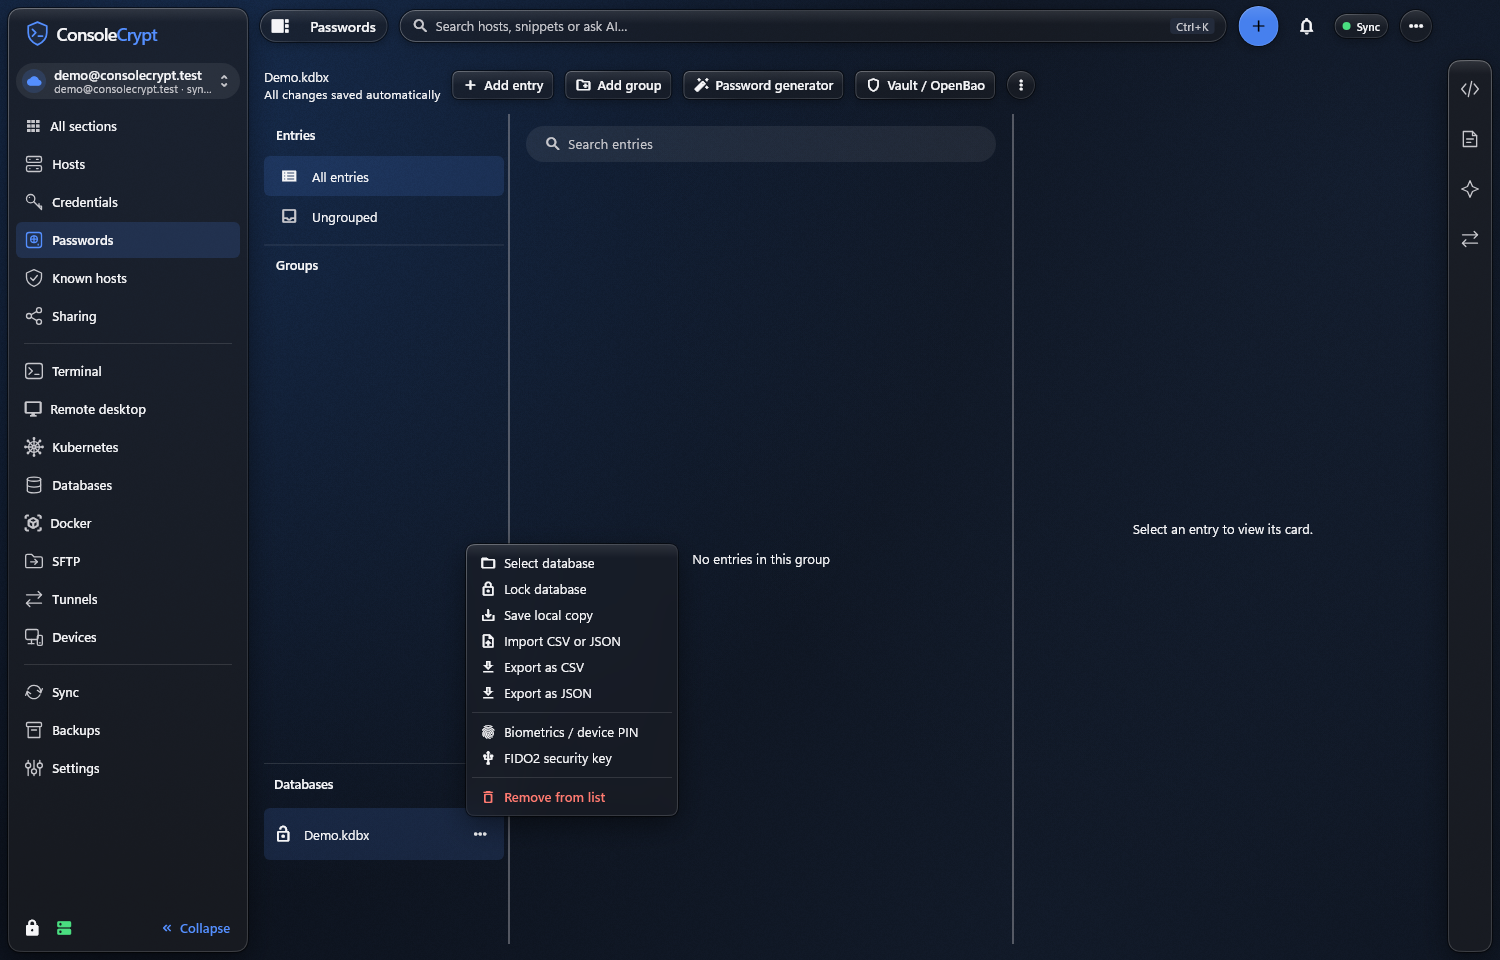 ConsoleCrypt
demo@consolecrypt.test
demo@consolecrypt.test · syn...
All sections
Hosts
Credentials
Passwords
Known hosts
Sharing
Terminal
Remote desktop
Kubernetes
Databases
Docker
SFTP
Tunnels
Devices
Sync
Backups
Settings
« Collapse
Passwords
Search hosts, snippets or ask AI...
Ctrl+K
Sync
Demo.kdbx
All changes saved automatically
Add entry
Add group
Password generator
Vault / OpenBao
Entries
All entries
Ungrouped
Groups
Databases
Demo.kdbx
Search entries
No entries in this group
Select database
Lock database
Save local copy
Import CSV or JSON
Export as CSV
Export as JSON
Biometrics / device PIN
FIDO2 security key
Remove from list
Select an entry to view its card.